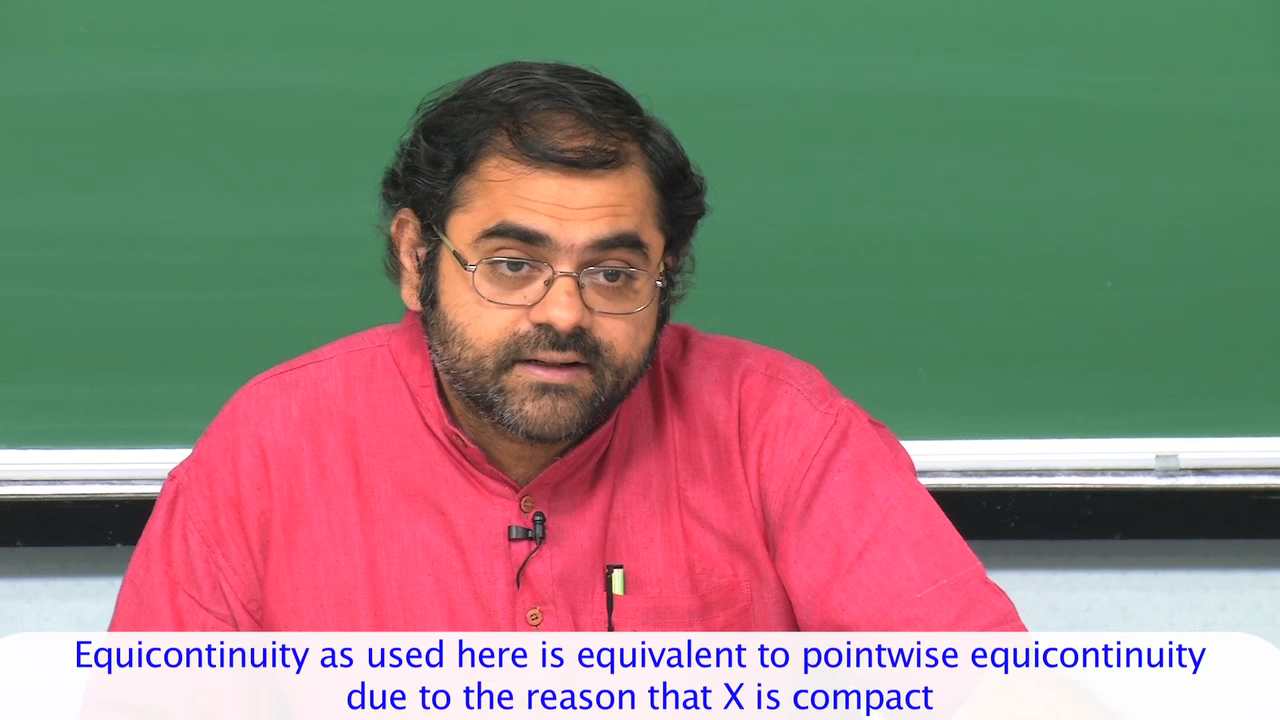 Equicontinuity as used here is equivalent to pointwise equicontinuity
due to the reason that X is compact